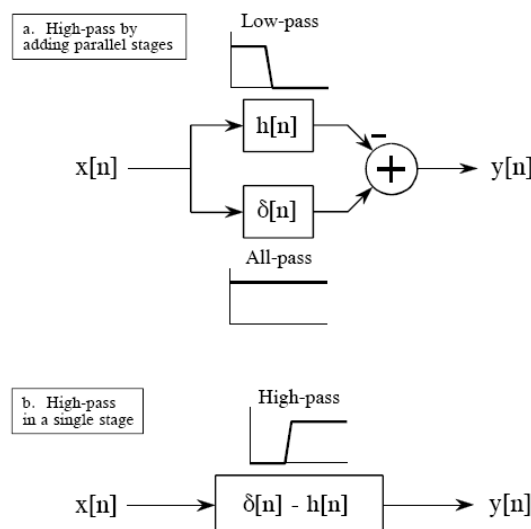 a. High-pass by
adding parallel stages
Low-pass
h[n]
x[n]
−
+
y[n]
δ[n]
All-pass
b. High-pass
in a single stage
High-pass
x[n]
δ[n] - h[n]
y[n]